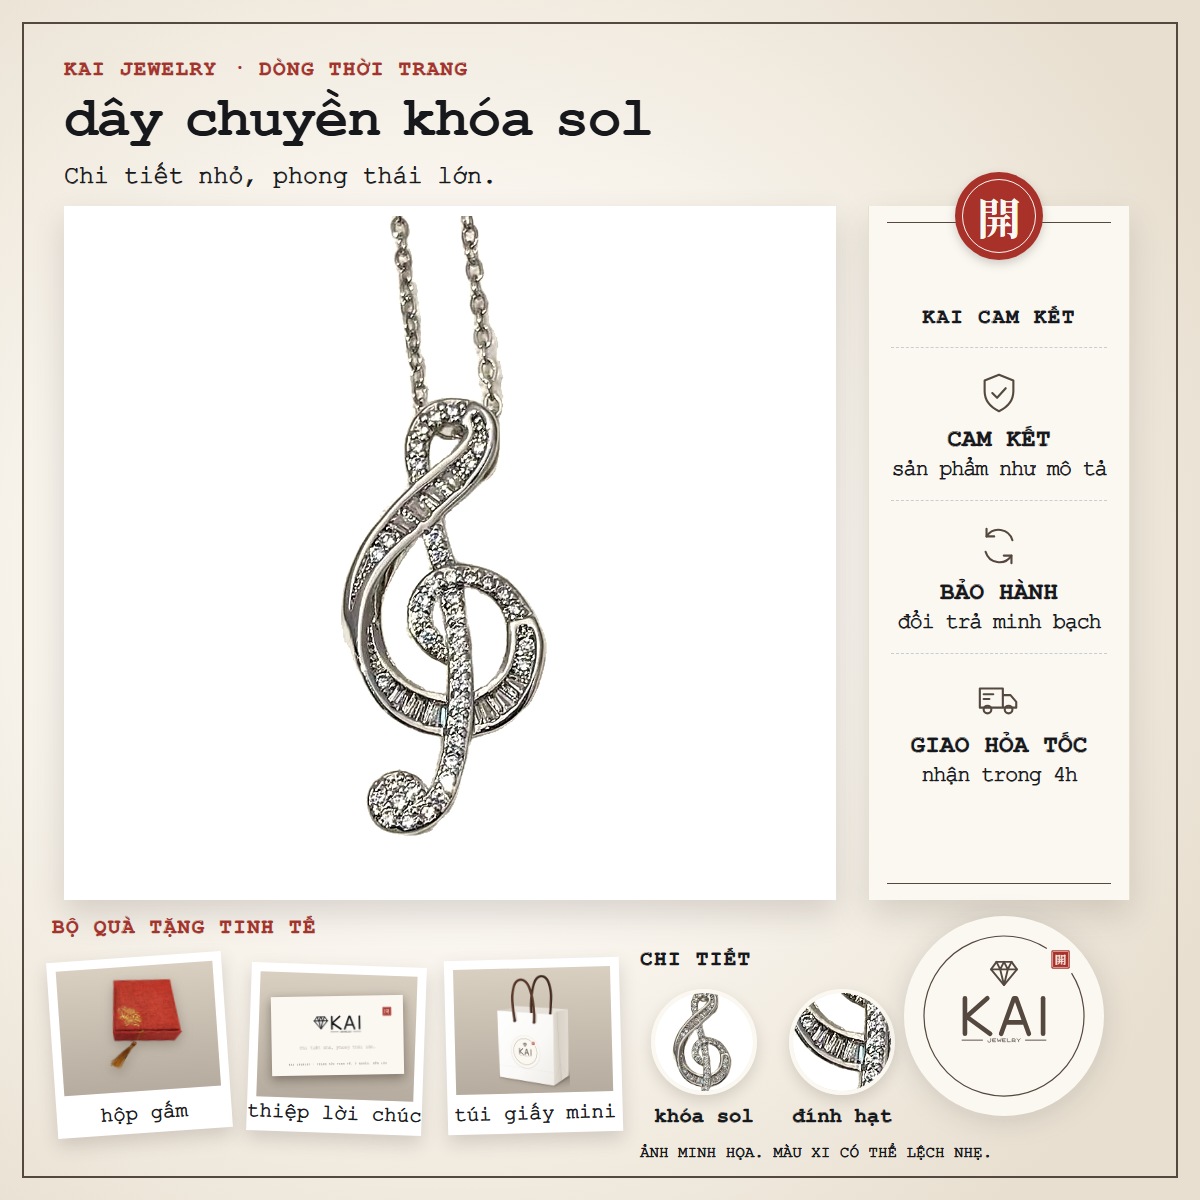 KAI JEWELRY · DÒNG THỜI TRANG
dây chuyền khóa sol
Chi tiết nhỏ, phong thái lớn.
開
KAI CAM KẾT
CAM KẾT
sản phẩm như mô tả
BẢO HÀNH
đổi trả minh bạch
GIAO HỎA TỐC
nhận trong 4h
BỘ QUÀ TẶNG TINH TẾ
hộp gấm
KAI
開
thiệp lời chúc
KAI
túi giấy mini
CHI TIẾT
khóa sol
đính hạt
開
KAI
JEWELRY
ẢNH MINH HỌA. MÀU XI CÓ THỂ LỆCH NHẸ.